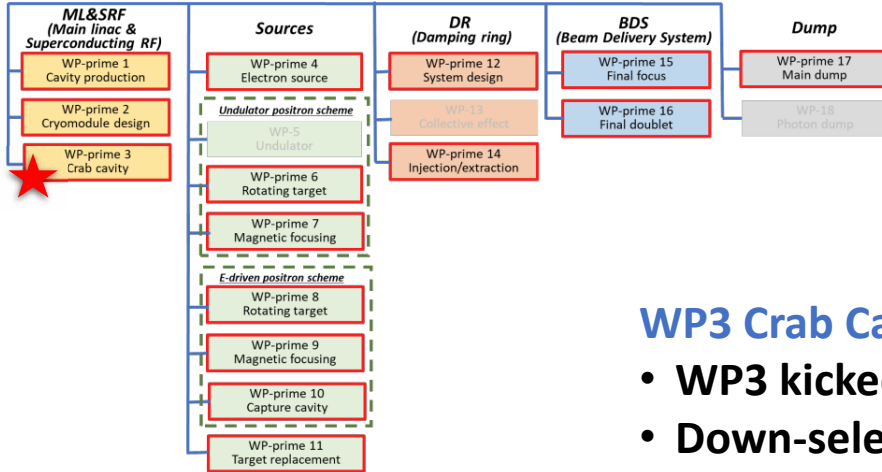 ML&SRF
(Main linac &
Superconducting RF)
WP-prime 1
Cavity production
WP-prime 2
Cryomodule design
WP-prime 3
Crab cavity
Sources
WP-prime 4
Electron source
Undulator positron scheme
WP-5
Undulator
WP-prime 6
Rotating target
WP-prime 7
Magnetic focusing
E-driven positron scheme
WP-prime 8
Rotating target
WP-prime 9
Magnetic focusing
WP-prime 10
Capture cavity
WP-prime 11
Target replacement
DR
(Damping ring)
WP-prime 12
System design
WP-13
Collective effect
WP-prime 14
Injection/extraction
BDS
(Beam Delivery System)
WP-prime 15
Final focus
WP-prime 16
Final doublet
Dump
WP-prime 17
Main dump
WP-18
Photon dump
WP3 Crab Ca
• WP3 kicke
• Down-sele